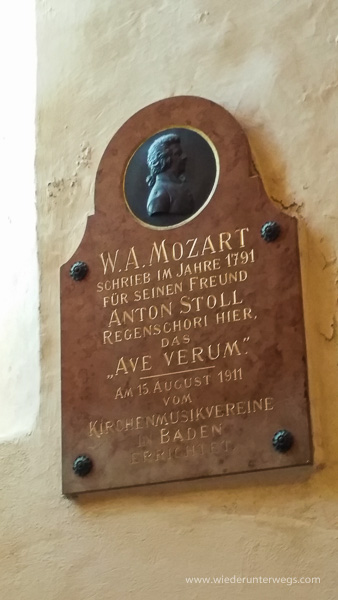 W.A. MOZART
SCHRIEB IM JAHRE 1791
FÜR SEINEN FREUND
ANTON STOLL
REGENSCHORI HIER,
DAS
„AVE VERUM."
AM 15. AUGUST 1911
VOM
KIRCHENMUSIKVEREINE
IN BADEN
ERRICHTET
www.wiederunterwegs.com